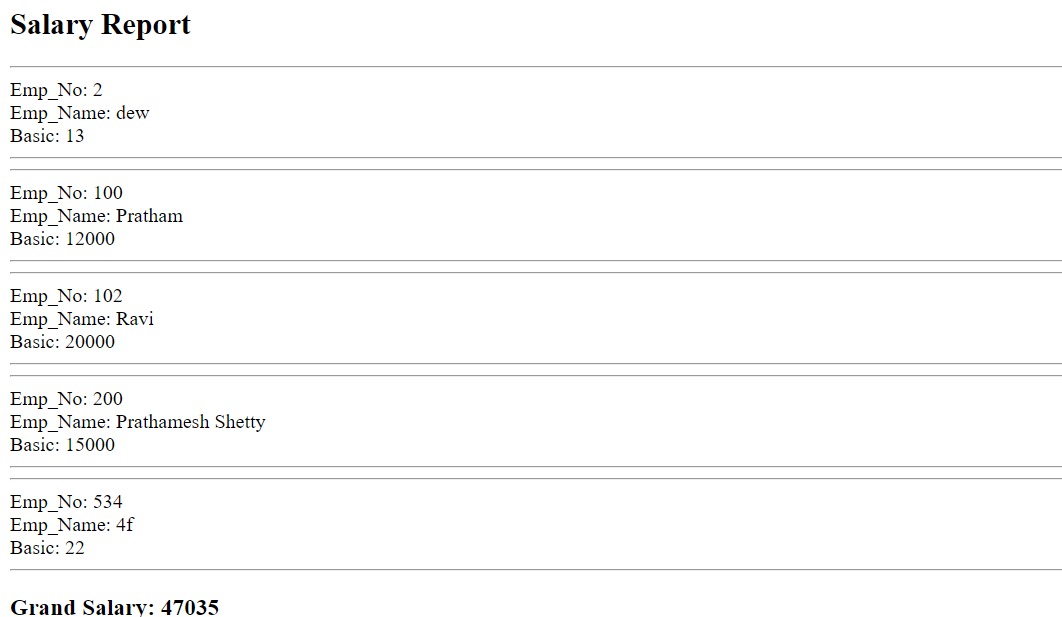 Salary Report
Emp_No: 2
Emp_Name: dew
Basic: 13
Emp_No: 100
Emp_Name: Pratham
Basic: 12000
Emp_No: 102
Emp_Name: Ravi
Basic: 20000
Emp_No: 200
Emp_Name: Prathamesh Shetty
Basic: 15000
Emp_No: 534
Emp_Name: 4f
Basic: 22
Grand Salary: 47035